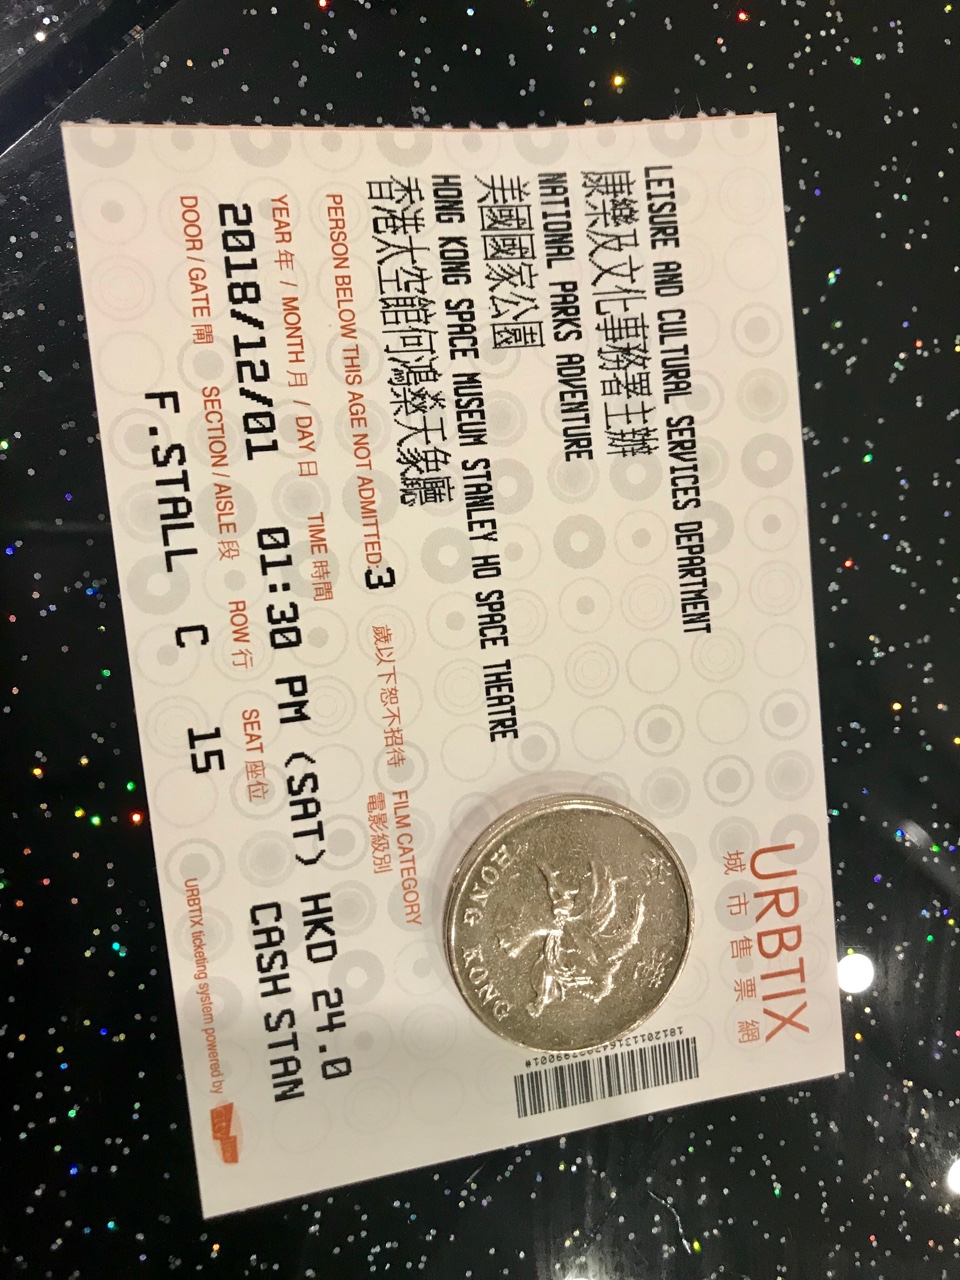 URBTIX
城市售票網
LEISURE AND CULTURAL SERVICES DEPARTMENT
康樂及文化事務署主辦
NATIONAL PARKS ADVENTURE
美國國家公園
HONG KONG SPACE MUSEUM STANLEY HO SPACE THEATRE
香港太空館何鴻燊天象廳
PERSON BELOW THIS AGE NOT ADMITTED:3 歲以下恕不招待 FILM CATEGORY
電影級別
YEAR 年 / MONTH 月 / DAY 日 TIME 時間
2018/12/01 01:30 PM (SAT) HKD 24.0
DOOR / GATE 閘 SECTION / AISLE 段 ROW 行 SEAT 座位 CASH STAN
F.STALL C 15
URBTIX ticketing system powered by cityline
HONG KONG